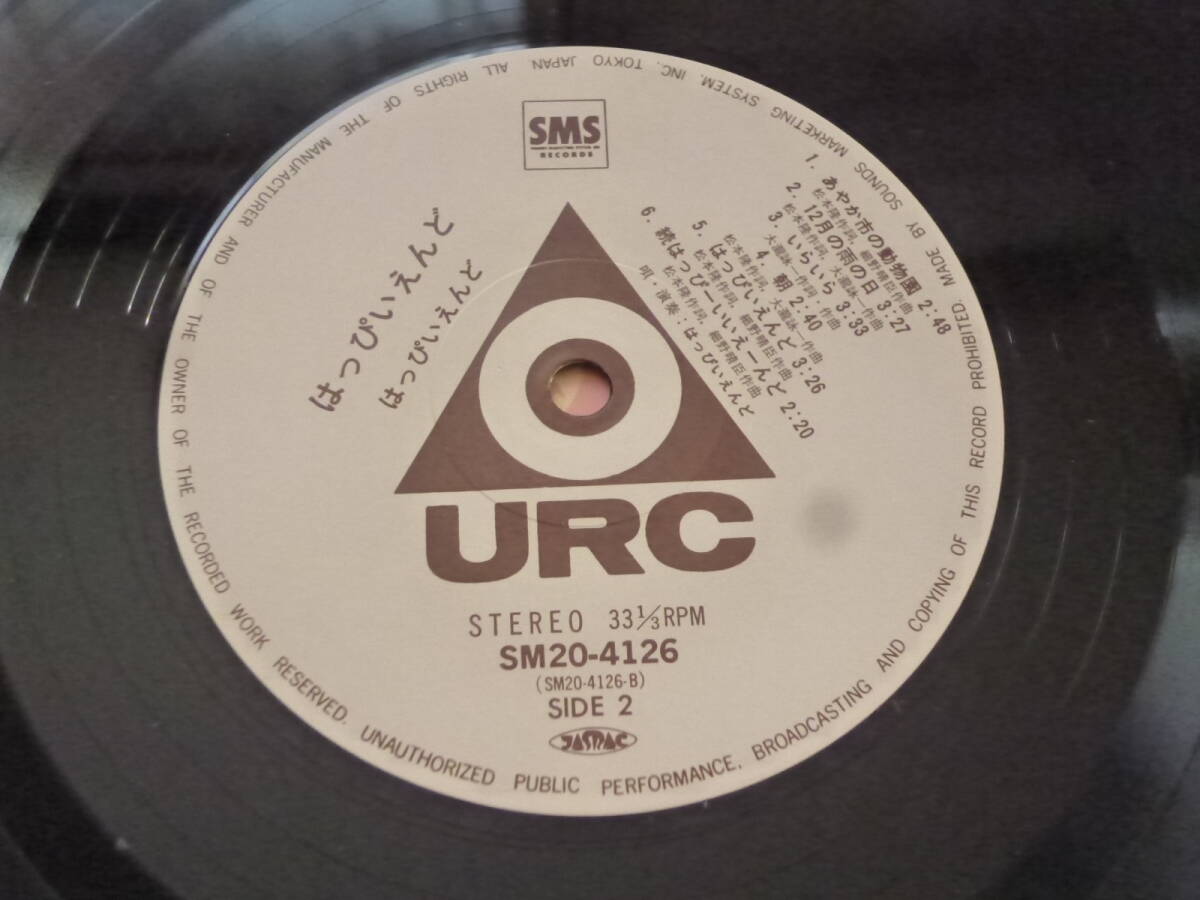 SMS
RECORDS
はっぴいえんど
はっぴいえんど
1. あやか市の動物園 2:48
松本隆作詞、細野晴臣作曲
2. 12月の雨の日 3:27
松本隆作詞、大瀧詠一作曲
3. いらいら 3:33
大瀧詠一作詞・作曲
4. 朝 2:40
松本隆作詞、大瀧詠一作曲
5. はっぴいえんど 3:26
松本隆作詞、細野晴臣作曲
6. 続はっぴーいいえーんど 2:20
松本隆作詞、細野晴臣作曲
唄・演奏:はっぴいえんど
URC
STEREO 33 1/3 RPM
SM20-4126
(SM20-4126-B)
SIDE 2
JASRAC
MADE BY SOUNDS MARKETING SYSTEM, INC. TOKYO JAPAN ALL RIGHTS OF THE MANUFACTURER AND OF THE OWNER OF THE RECORDED WORK RESERVED. UNAUTHORIZED PUBLIC PERFORMANCE, BROADCASTING AND COPYING OF THIS RECORD PROHIBITED.